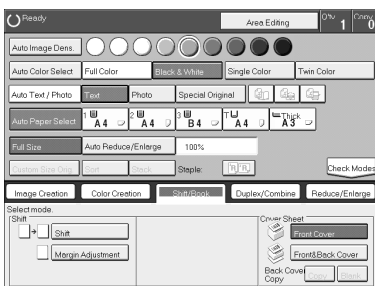 Ready Area Editing Q'ty 1 Copy 0
Auto Image Dens.
Auto Color Select Full Color Black & White Single Color Twin Color
Auto Text / Photo Text Photo Special Original
Auto Paper Select 1 A4 2 A4 3 B4 T A4 Thick A3
Full Size Auto Reduce/Enlarge 100%
Custom Size Orig. Sort Stack Staple:
Check Modes
Image Creation Color Creation Shift/Book Duplex/Combine Reduce/Enlarge
Select mode.
Shift Cover Sheet
Shift Front Cover
Margin Adjustment Front&Back Cover
Back Cover Copy Copy Blank